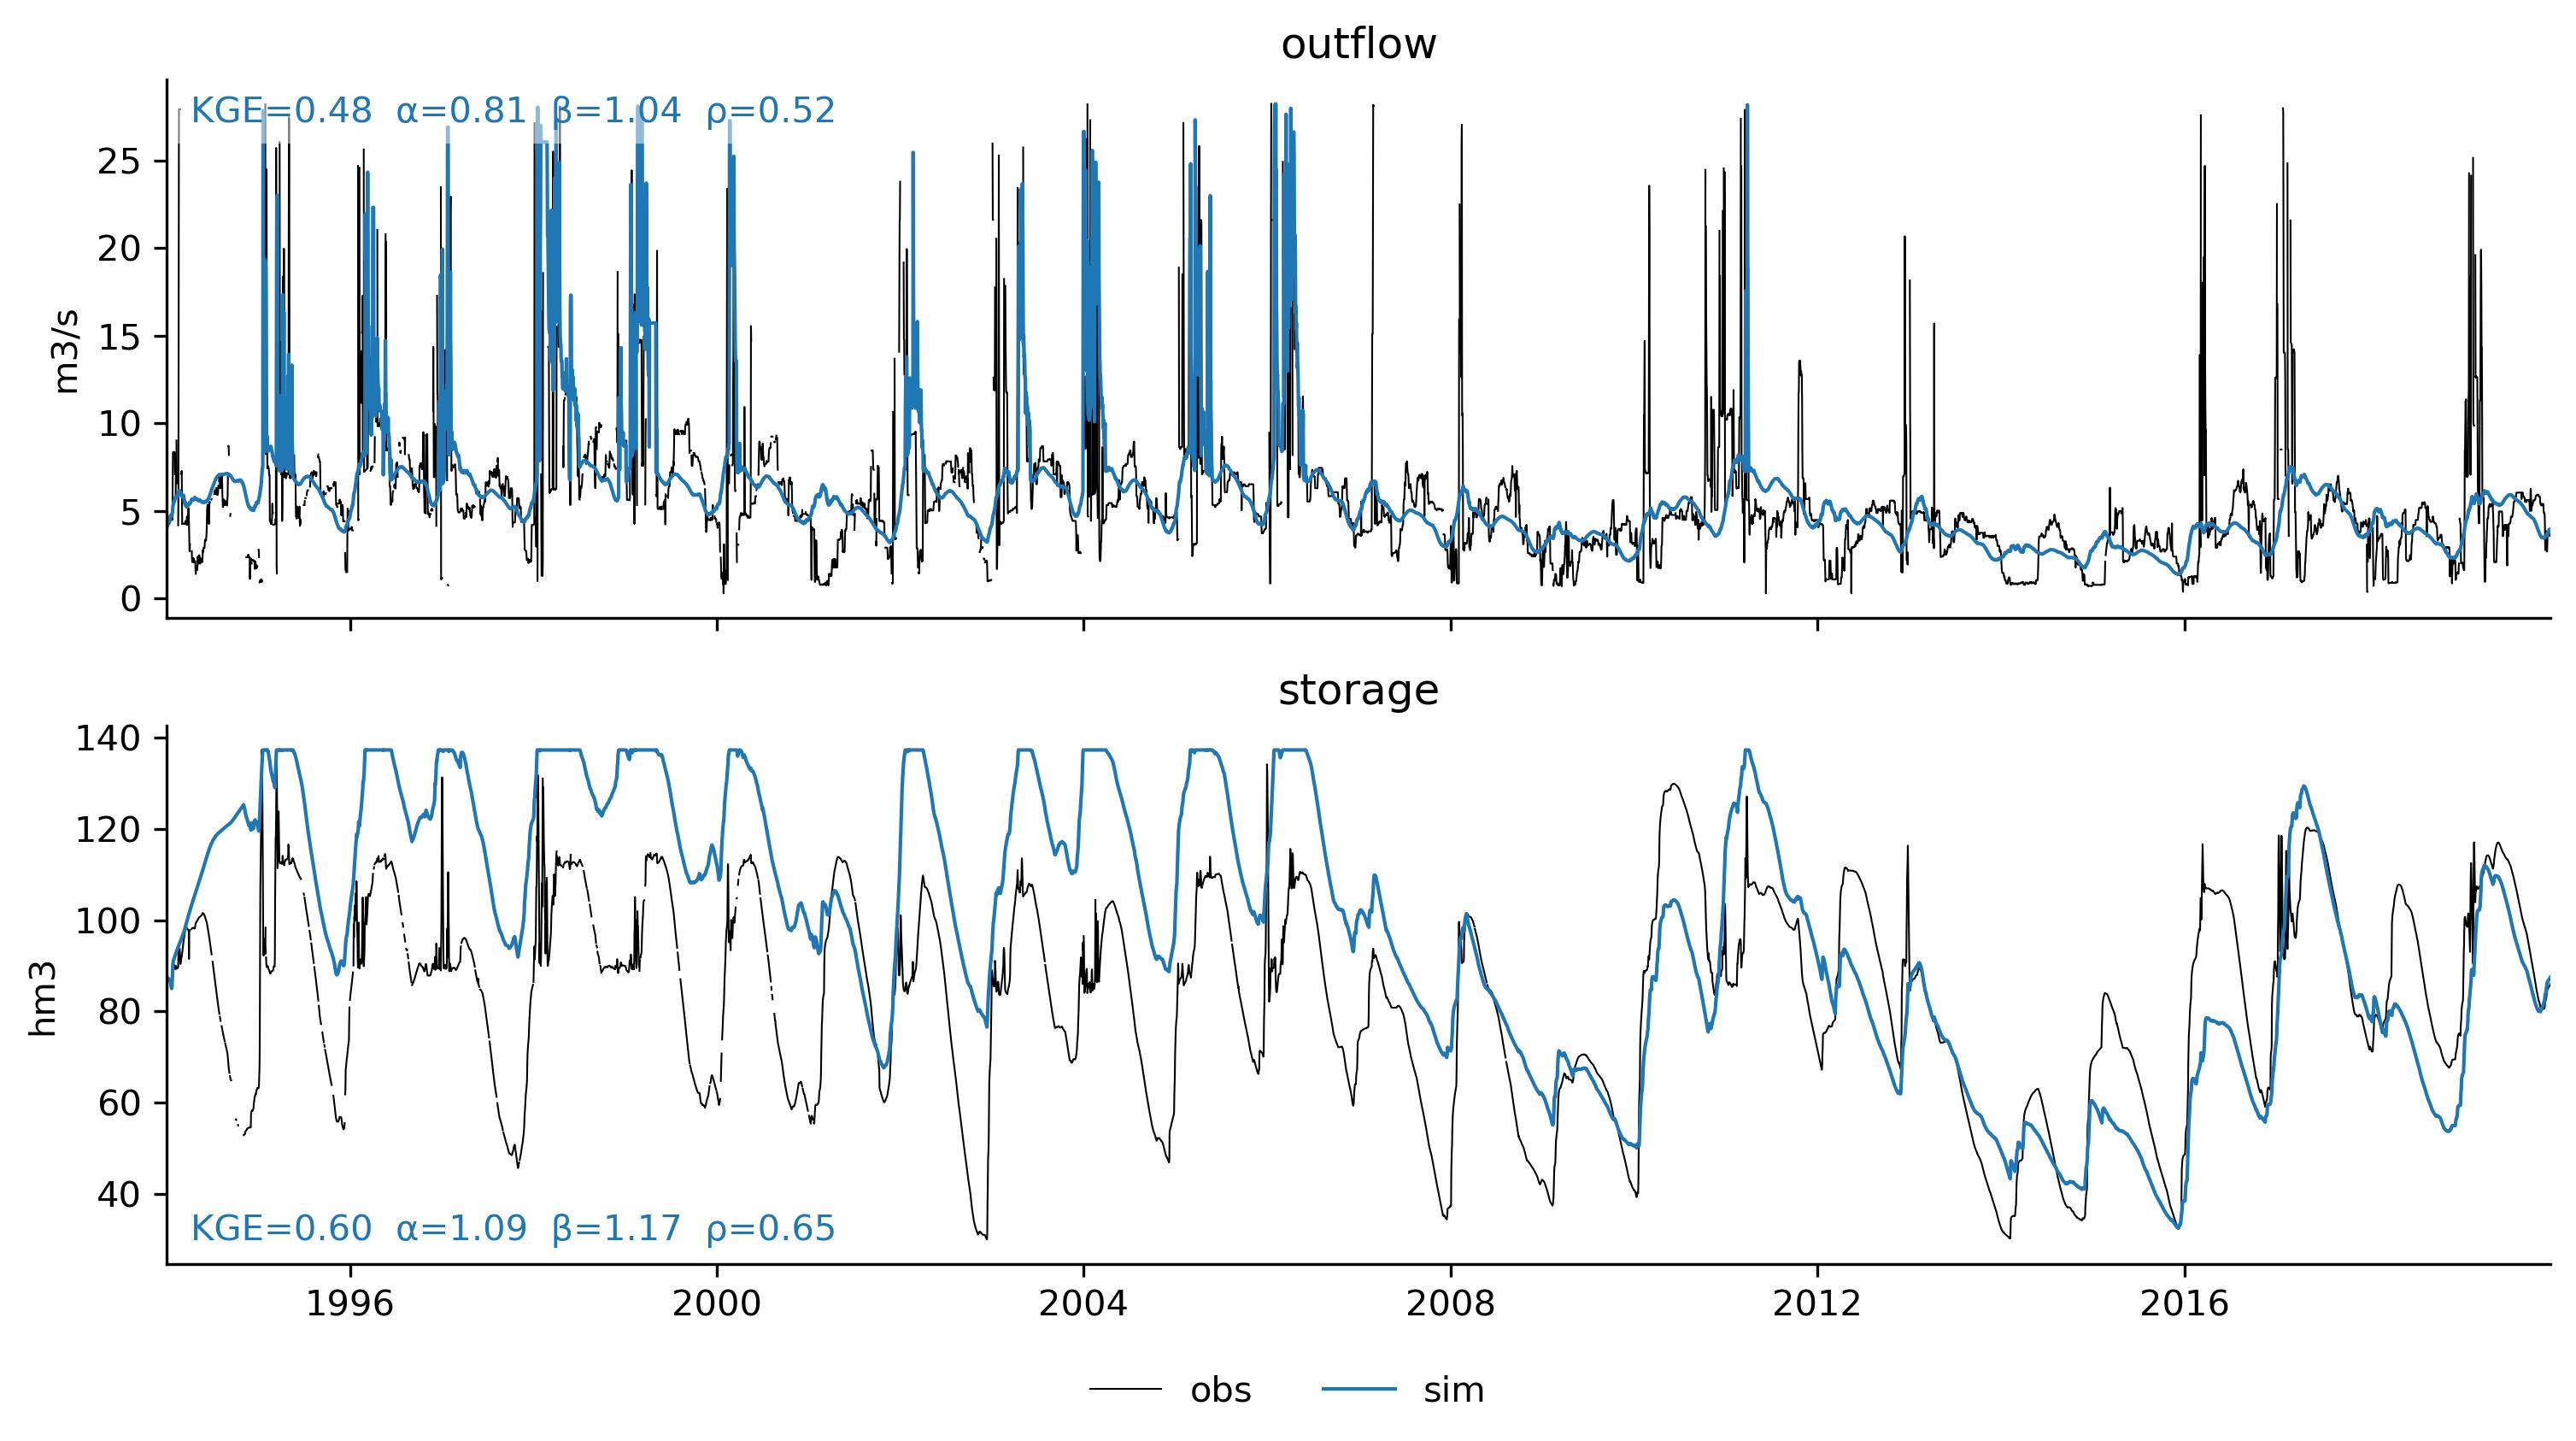 outflow
KGE=0.48 α=0.81 β=1.04 ρ=0.52
m3/s
25
20
15
10
5
0
storage
hm3
140
120
100
80
60
40
KGE=0.60 α=1.09 β=1.17 ρ=0.65
1996 2000 2004 2008 2012 2016
obs sim